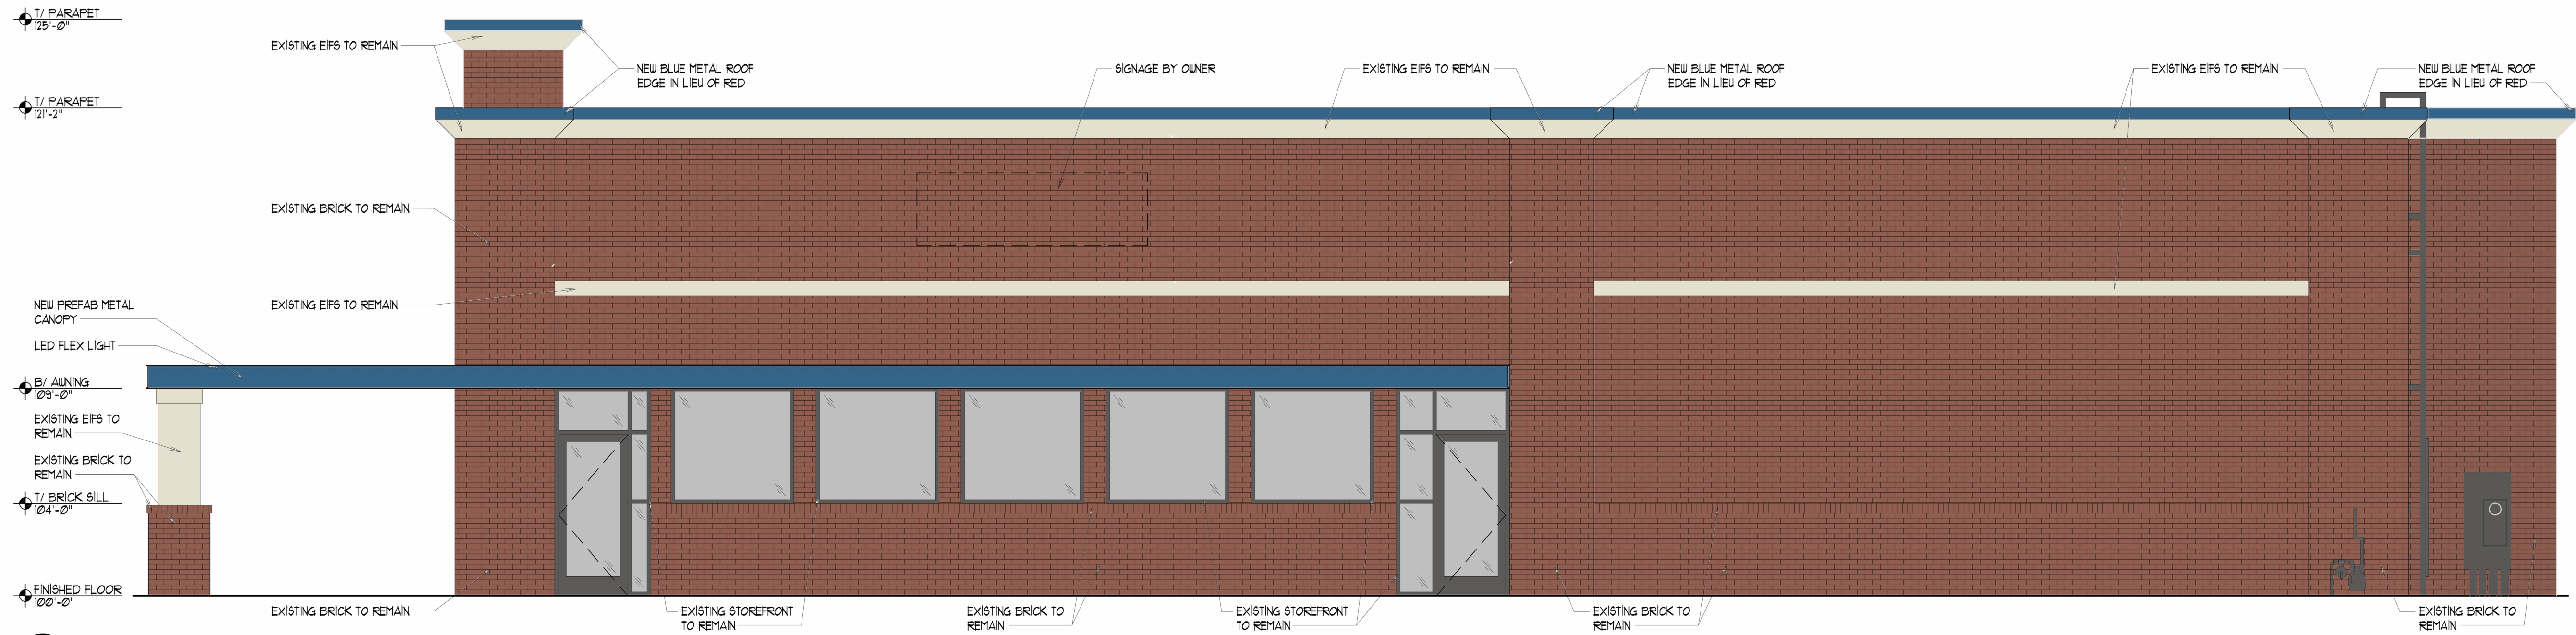 T/ PARAPET
125'-0"
EXISTING EIFS TO REMAIN
NEW BLUE METAL ROOF
EDGE IN LIEU OF RED
SIGNAGE BY OWNER
EXISTING EIFS TO REMAIN
NEW BLUE METAL ROOF
EDGE IN LIEU OF RED
EXISTING EIFS TO REMAIN
NEW BLUE METAL ROOF
EDGE IN LIEU OF RED
T/ PARAPET
121'-2"
EXISTING BRICK TO REMAIN
NEW PREFAB METAL
CANOPY
EXISTING EIFS TO REMAIN
LED FLEX LIGHT
B/ AWNING
109'-0"
EXISTING EIFS TO
REMAIN
EXISTING BRICK TO
REMAIN
T/ BRICK SILL
104'-0"
FINISHED FLOOR
100'-0"
EXISTING BRICK TO REMAIN
EXISTING STOREFRONT
TO REMAIN
EXISTING BRICK TO
REMAIN
EXISTING STOREFRONT
TO REMAIN
EXISTING BRICK TO
REMAIN
EXISTING BRICK TO
REMAIN